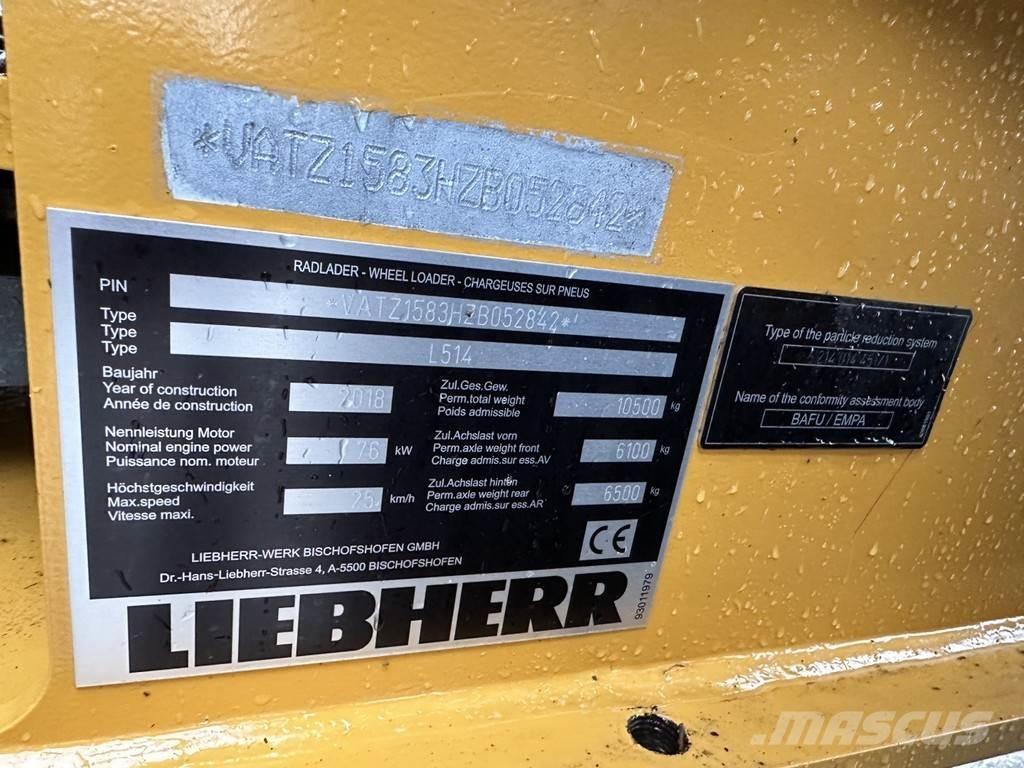 *VATZ1583HZB052842*
RADLADER - WHEEL LOADER - CHARGEUSES SUR PNEUS
PIN *VATZ1583HZB052842*
Type
Type L514
Type
Baujahr
Year of construction 2018
Année de construction
Nennleistung Motor
Nominal engine power 76 kW
Puissance nom. moteur
Höchstgeschwindigkeit
Max.speed 25 km/h
Vitesse maxi.
Zul.Ges.Gew.
Perm.total weight 10500 kg
Poids admissible
Zul.Achslast vorn
Perm.axle weight front 6100 kg
Charge admis.sur ess.AV
Zul.Achslast hinten
Perm.axle weight rear 6500 kg
Charge admis.sur ess.AR
CE
LIEBHERR-WERK BISCHOFSHOFEN GMBH
Dr.-Hans-Liebherr-Strasse 4, A-5500 BISCHOFSHOFEN
LIEBHERR
93011979
Type of the particle reduction system
Name of the conformity assessment body
BAFU / EMPA
MASCUS